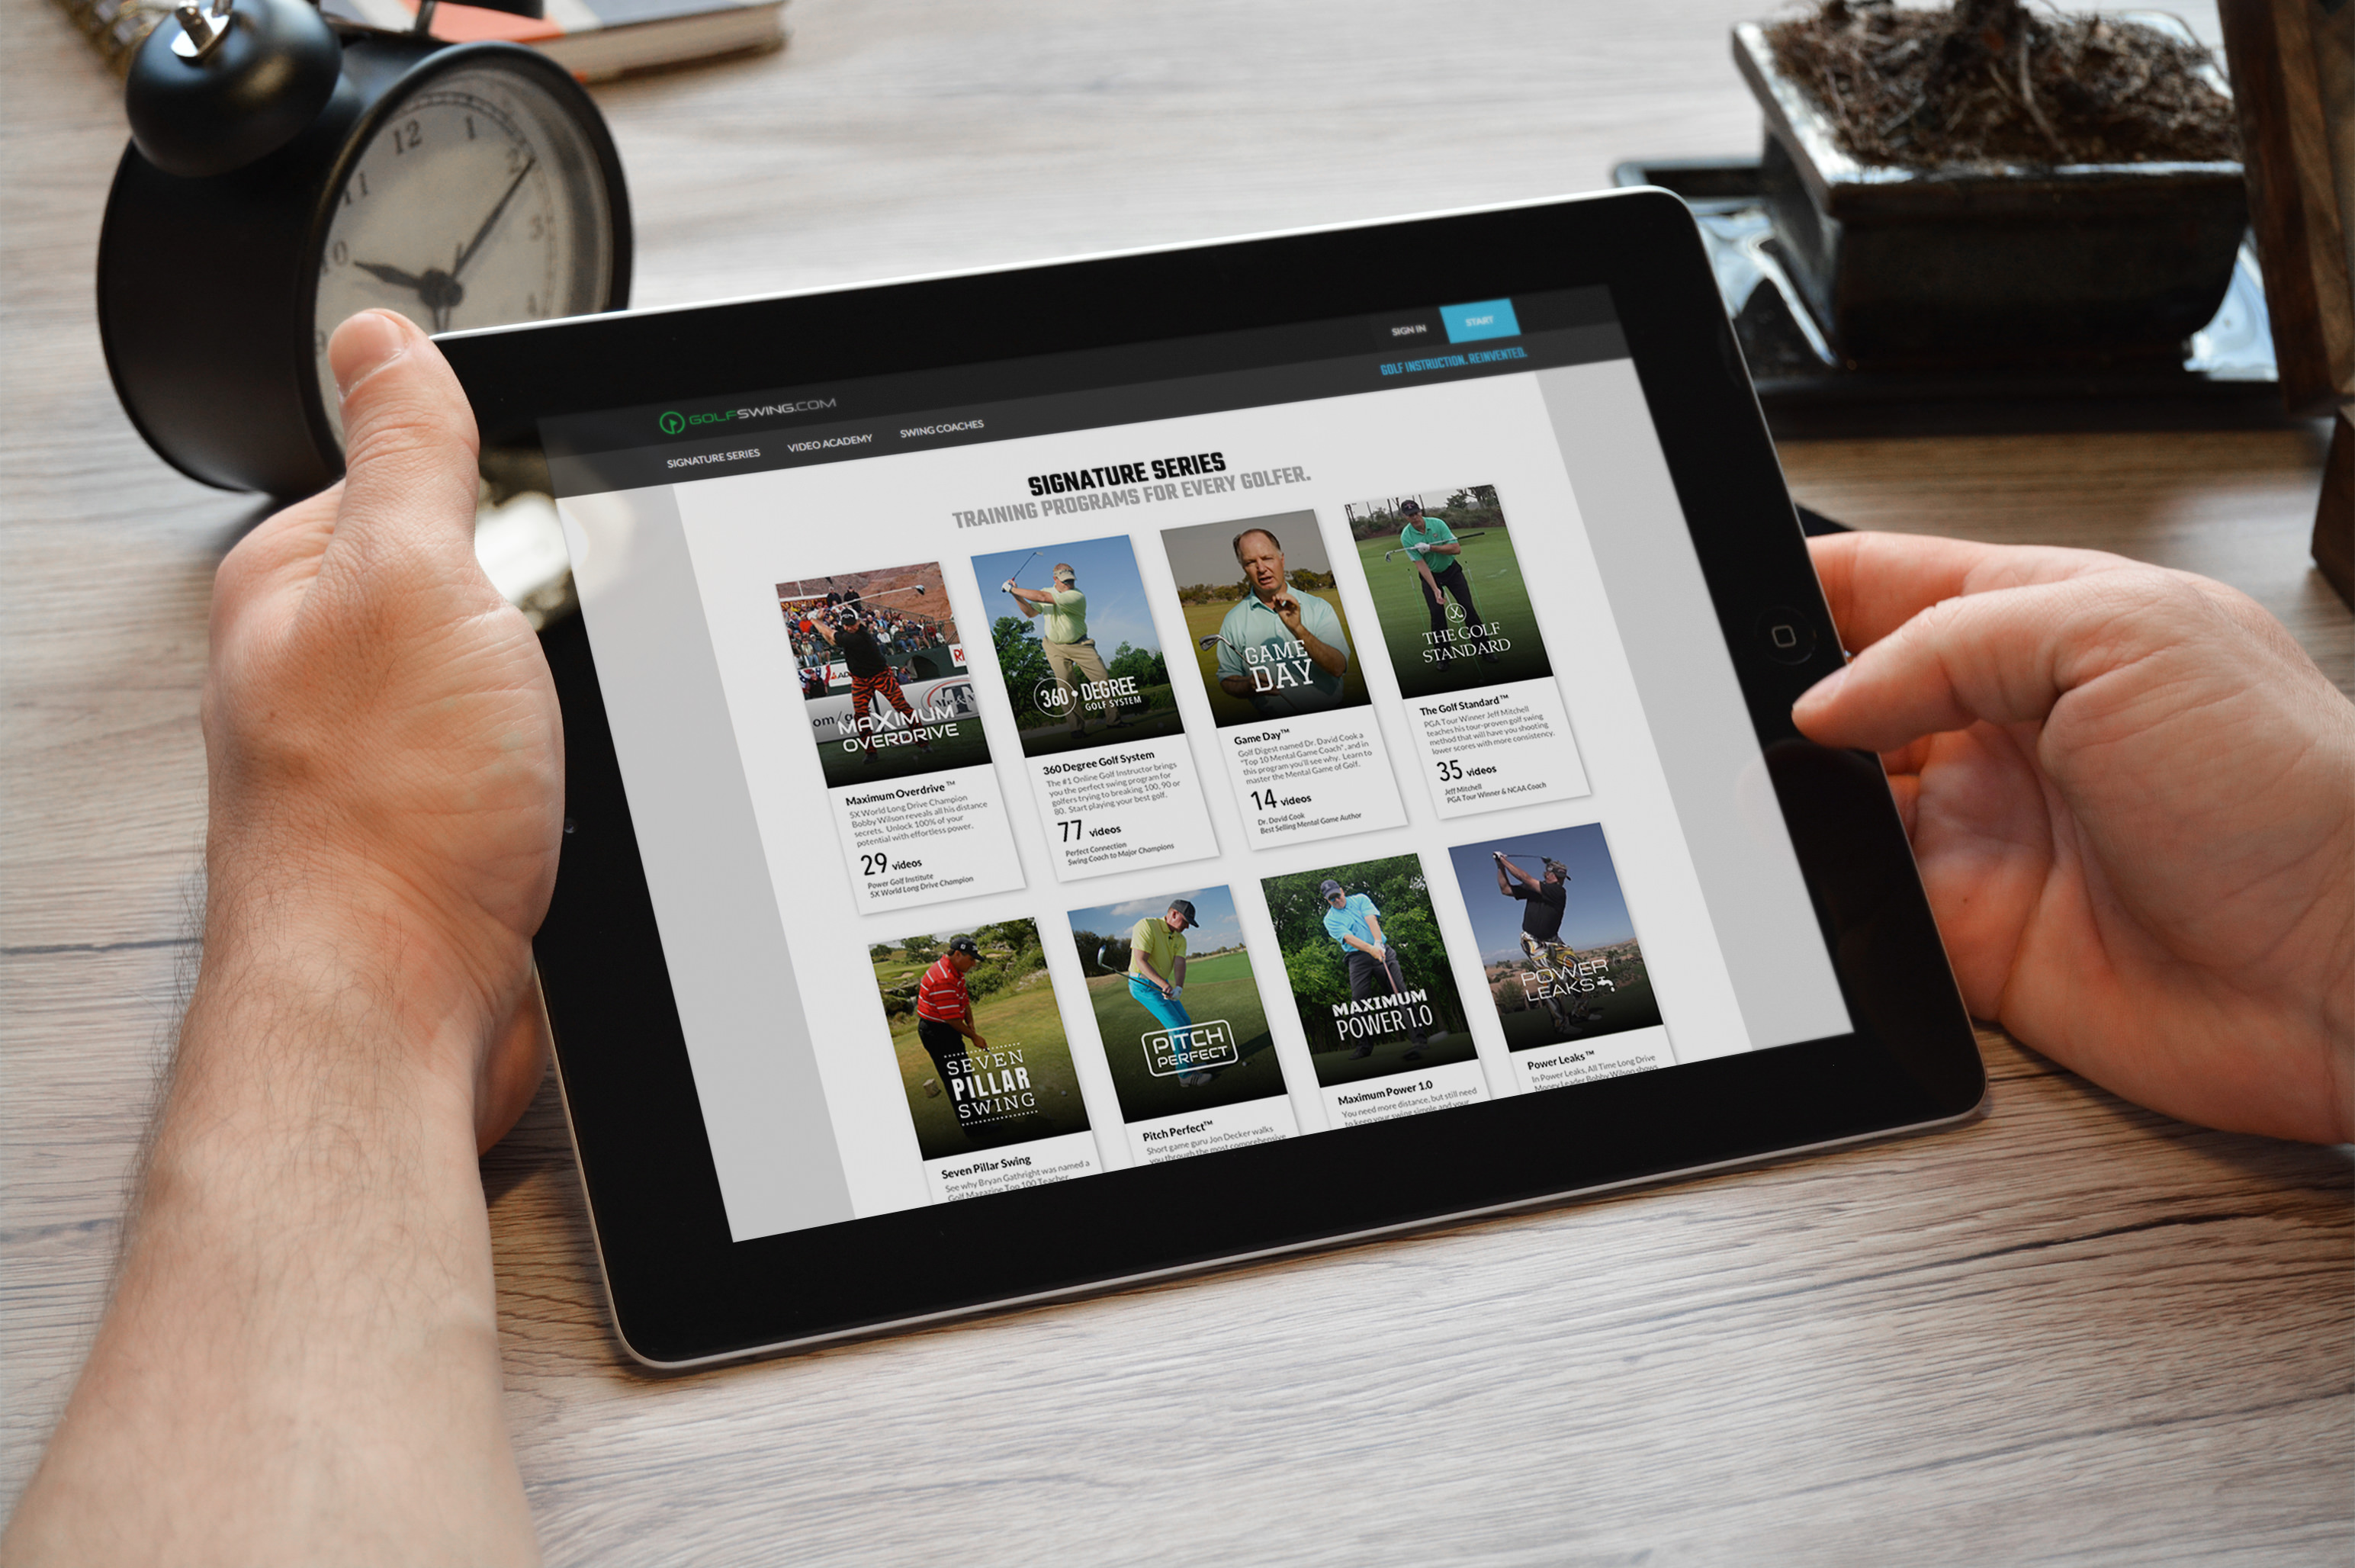 12
1
11
2
10
3
9
4
SIGN IN
START
GOLFSWING.COM
GOLF INSTRUCTION. REINVENTED.
SIGNATURE SERIES
VIDEO ACADEMY
SWING COACHES
SIGNATURE SERIES
TRAINING PROGRAMS FOR EVERY GOLFER.
MAXIMUM
OVERDRIVE
Maximum Overdrive™
5X World Long Drive Champion
Bobby Wilson reveals all his distance
secrets. Unlock 100% of your
potential with effortless power.
29 videos
Power Golf Institute
5X World Long Drive Champion
360 DEGREE
GOLF SYSTEM
360 Degree Golf System
The #1 Online Golf Instructor brings
you the perfect swing program for
golfers trying to breaking 100, 90 or
80. Start playing your best golf.
77 videos
Perfect Connection
Swing Coach to Major Champions
GAME
DAY
Game Day™
Golf Digest named Dr. David Cook a
"Top 10 Mental Game Coach", and in
this program you'll see why. Learn to
master the Mental Game of Golf.
14 videos
Dr. David Cook
Best Selling Mental Game Author
THE GOLF
STANDARD
The Golf Standard™
PGA Tour Winner Jeff Mitchell
teaches his tour-proven golf swing
method that will have you shooting
lower scores with more consistency.
35 videos
Jeff Mitchell
PGA Tour Winner & NCAA Coach
SEVEN
PILLAR
SWING
Seven Pillar Swing
See why Bryan Gathright was named a
Golf Magazine Top 100 Teacher
PITCH
PERFECT
Pitch Perfect™
Short game guru Jon Decker walks
you through the most comprehensive
MAXIMUM
POWER 1.0
Maximum Power 1.0
You need more distance, but still need
to keep your swing simple and your
POWER
LEAKS
Power Leaks™
In Power Leaks, All Time Long Drive
Money Leader Bobby Wilson shows